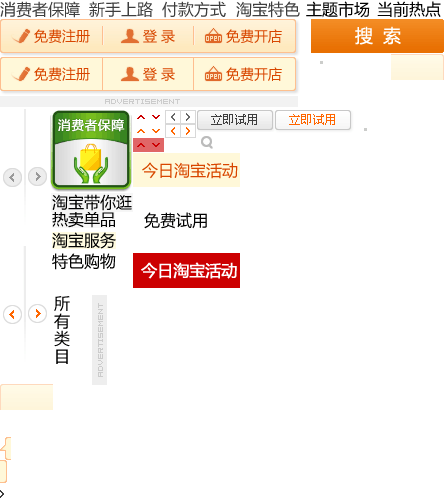 消费者保障 新手上路 付款方式 淘宝特色 主题市场 当前热点
免费注册 登 录 免费开店 搜 索
免费注册 登 录 OPEN 免费开店
ADVERTISEMENT
消费者保障 立即试用 立即试用
今日淘宝活动
淘宝带你逛
热卖单品 免费试用
淘宝服务
特色购物 今日淘宝活动
所有类目
ADVERTISEMENT